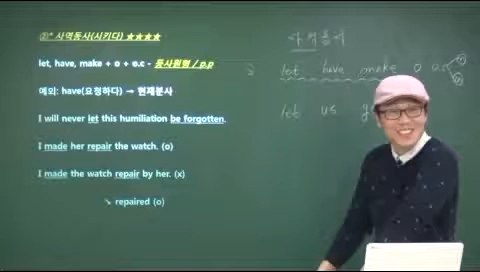 ②* 사역동사(시키다) ★★★★
let, have, make + o + o.c - 동사원형 / p.p
예외: have(요청하다) → 현재분사
I will never let this humiliation be forgotten.
I made her repair the watch. (o)
I made the watch repair by her. (x)
↘ repaired (o)
사역동사
let have make o o.c
let us g